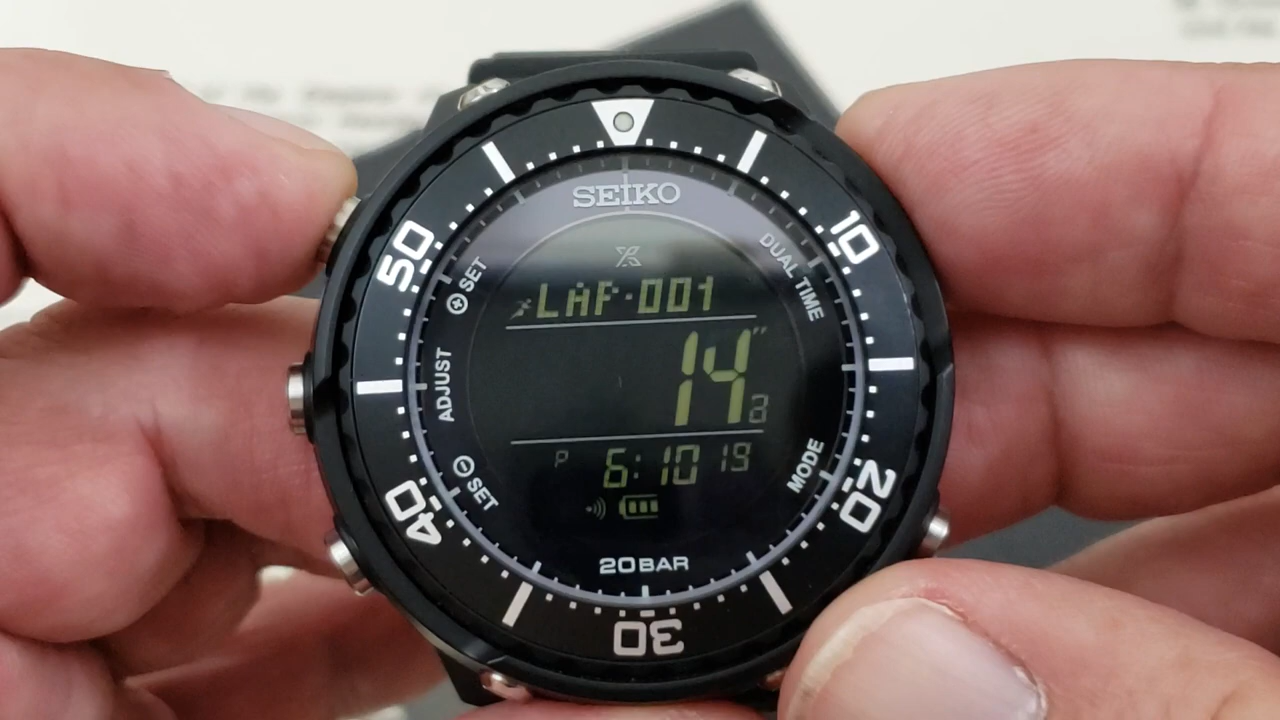 SEIKO
DUAL TIME
10
50
⊕ SET
LAP·001
ADJUST
14″
P 6:10 19
⊖ SET
MODE
40
20
20BAR
30